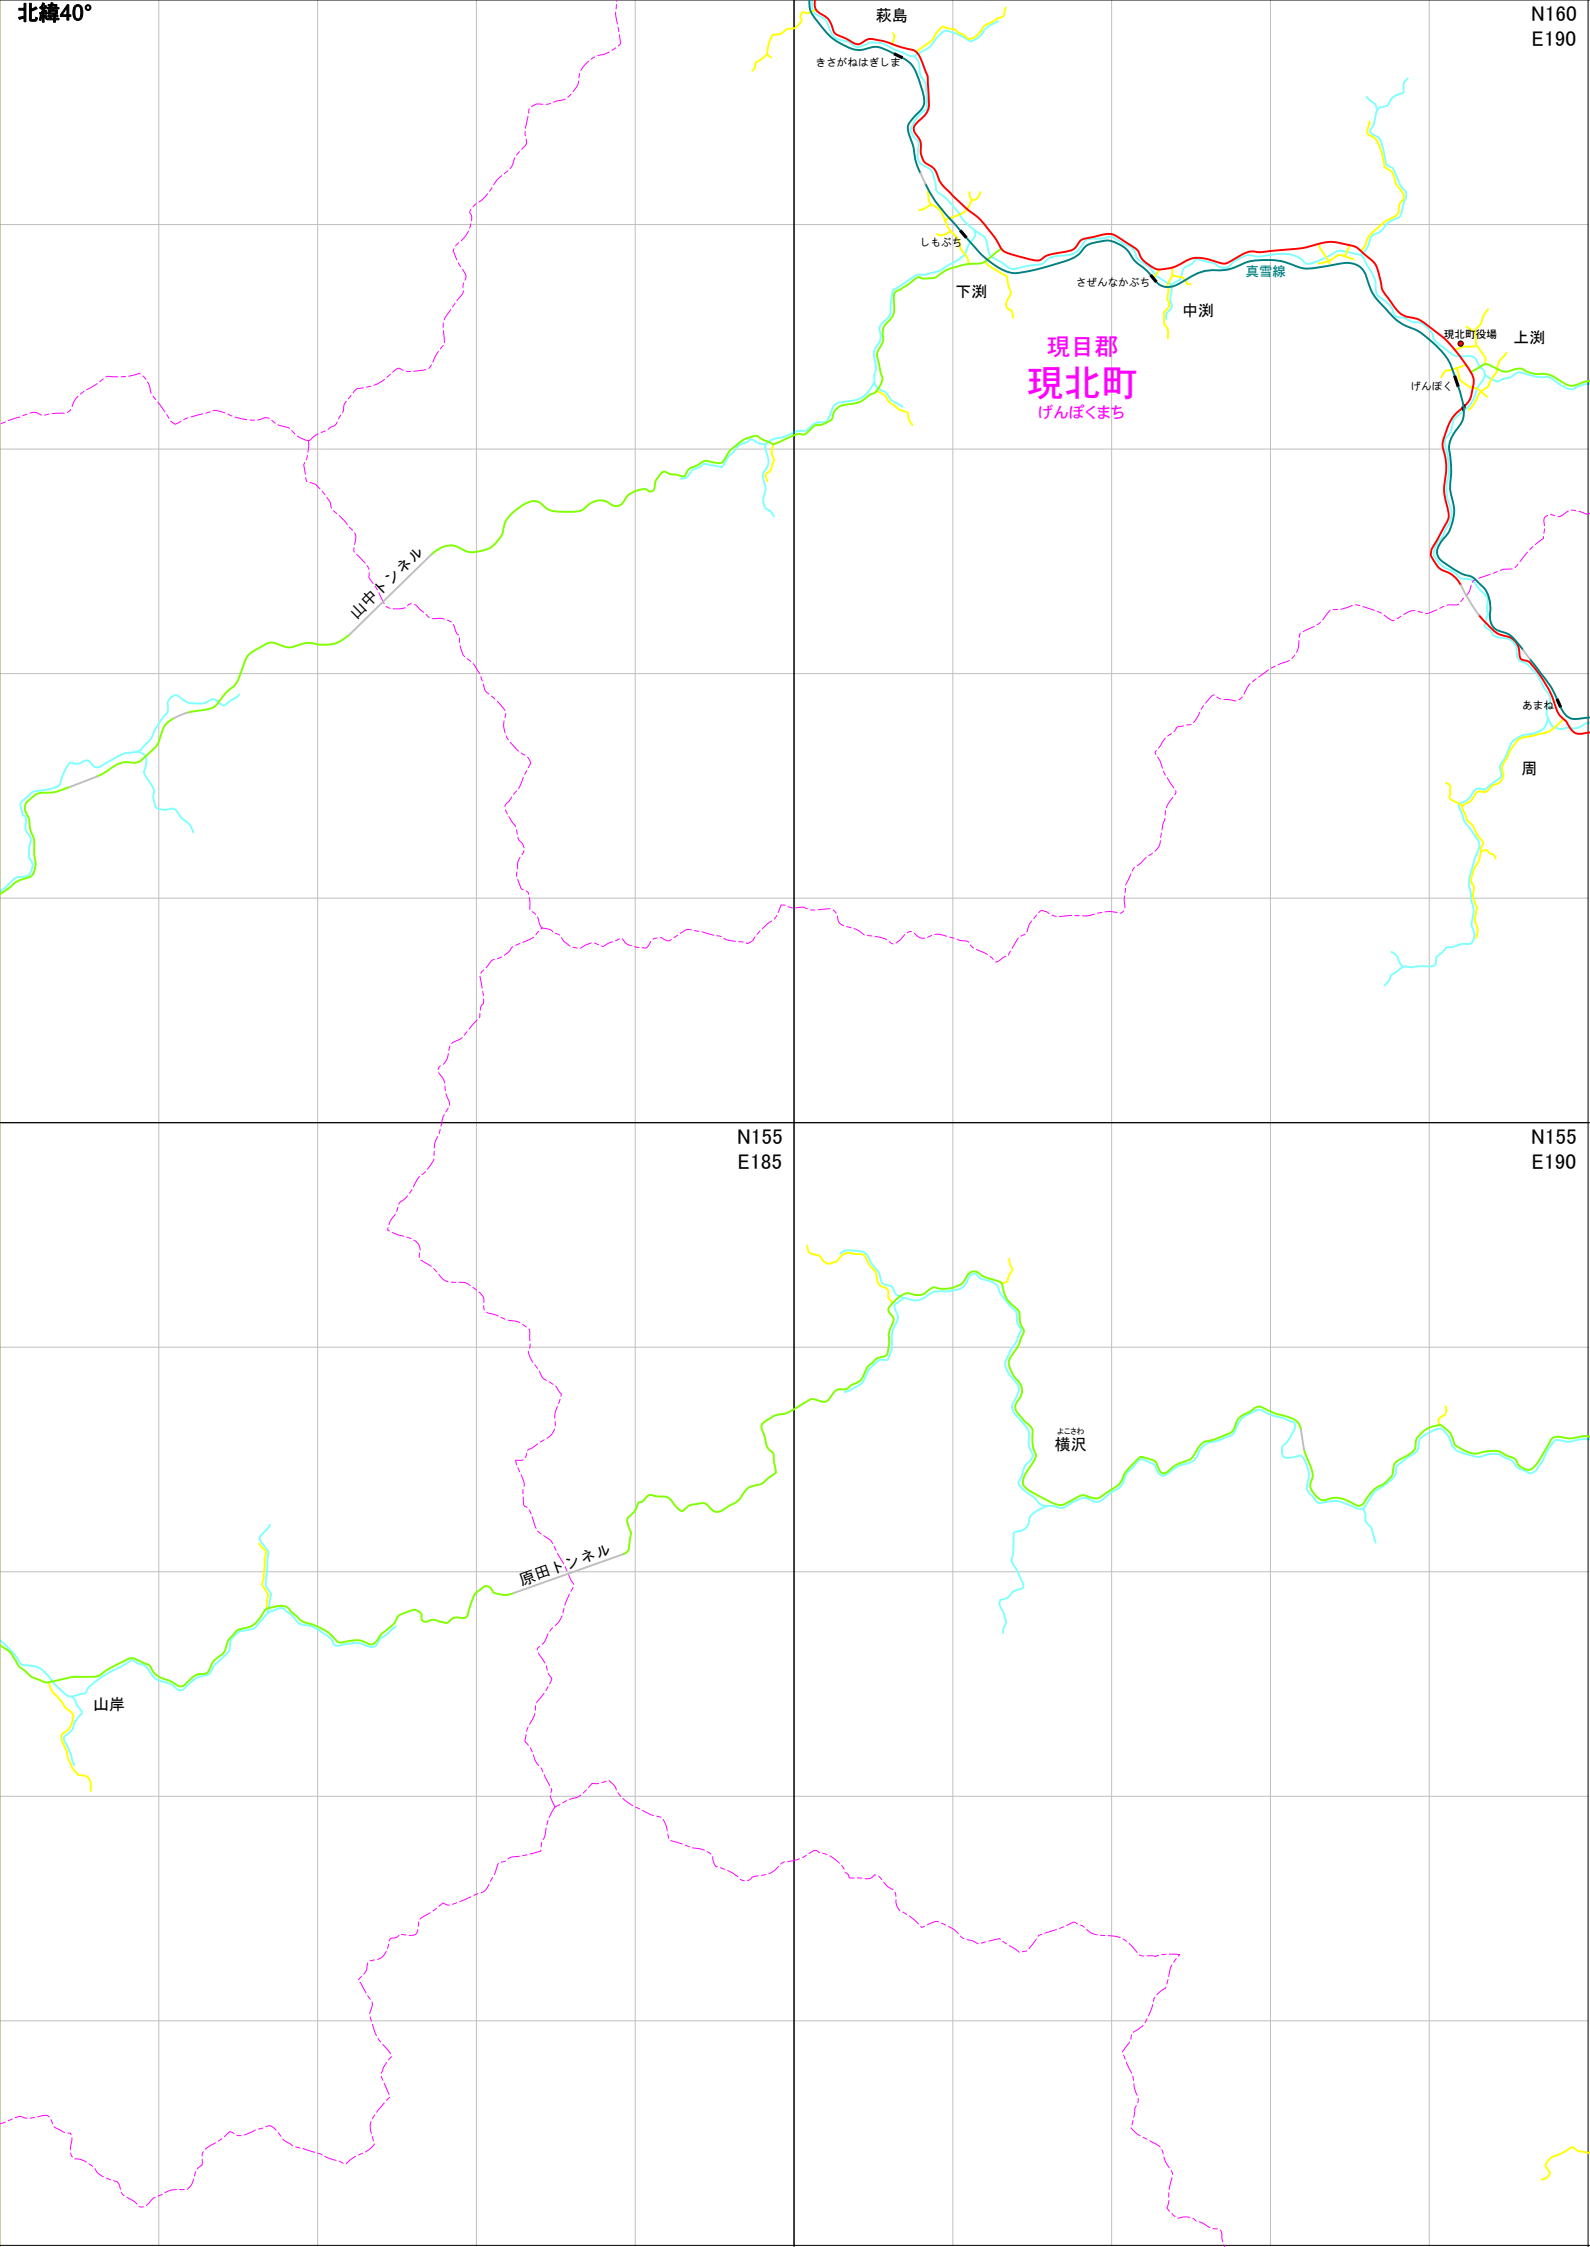 北緯40°
萩島
N160
E190
きさがねはぎしま
しもぶち
下渕
さぜんなかぶち
中渕
真雪線
現北町役場
上渕
げんぽく
現目郡
現北町
げんぽくまち
山中トンネル
あまね
周
N155
E185
N155
E190
よこさわ
横沢
原田トンネル
山岸